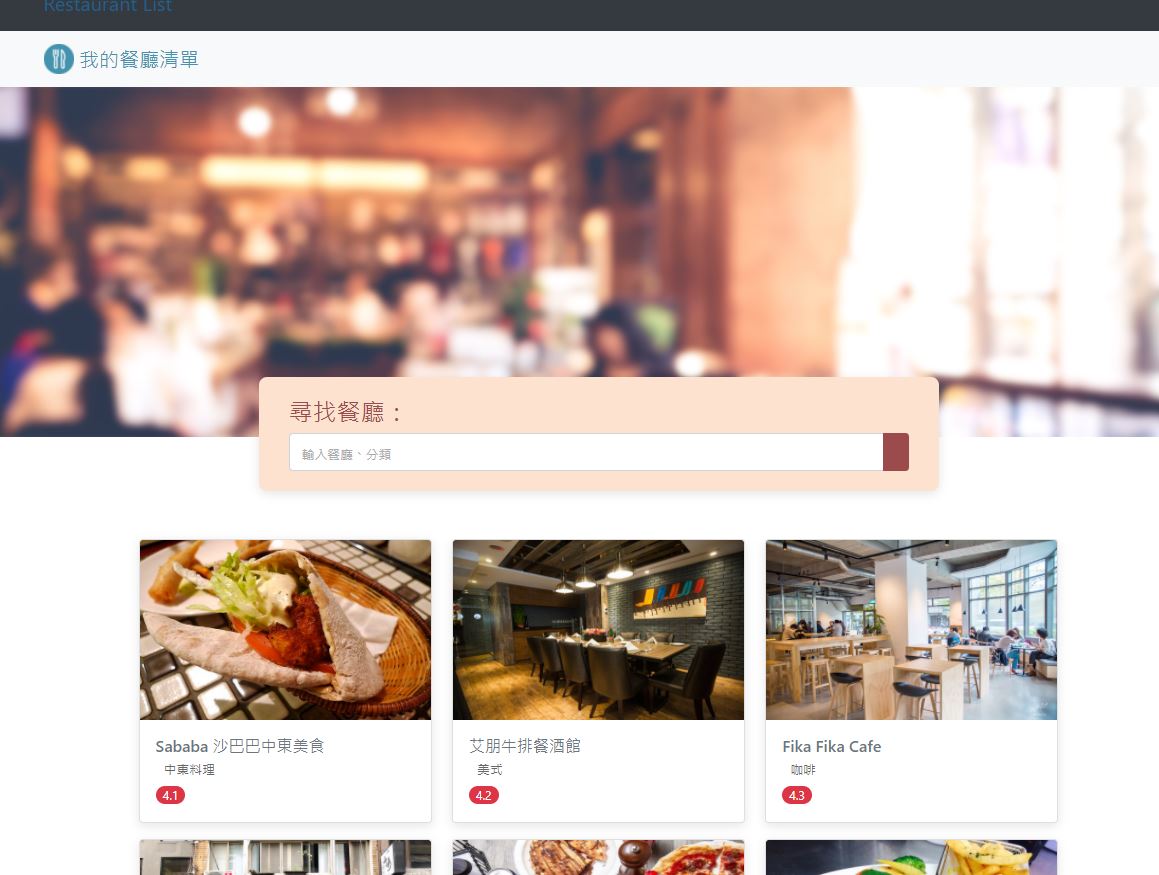 Restaurant List
我的餐廳清單
尋找餐廳：
輸入餐廳、分類
Sababa 沙巴巴中東美食
中東料理
4.1
艾朋牛排餐酒館
美式
4.2
Fika Fika Cafe
咖啡
4.3